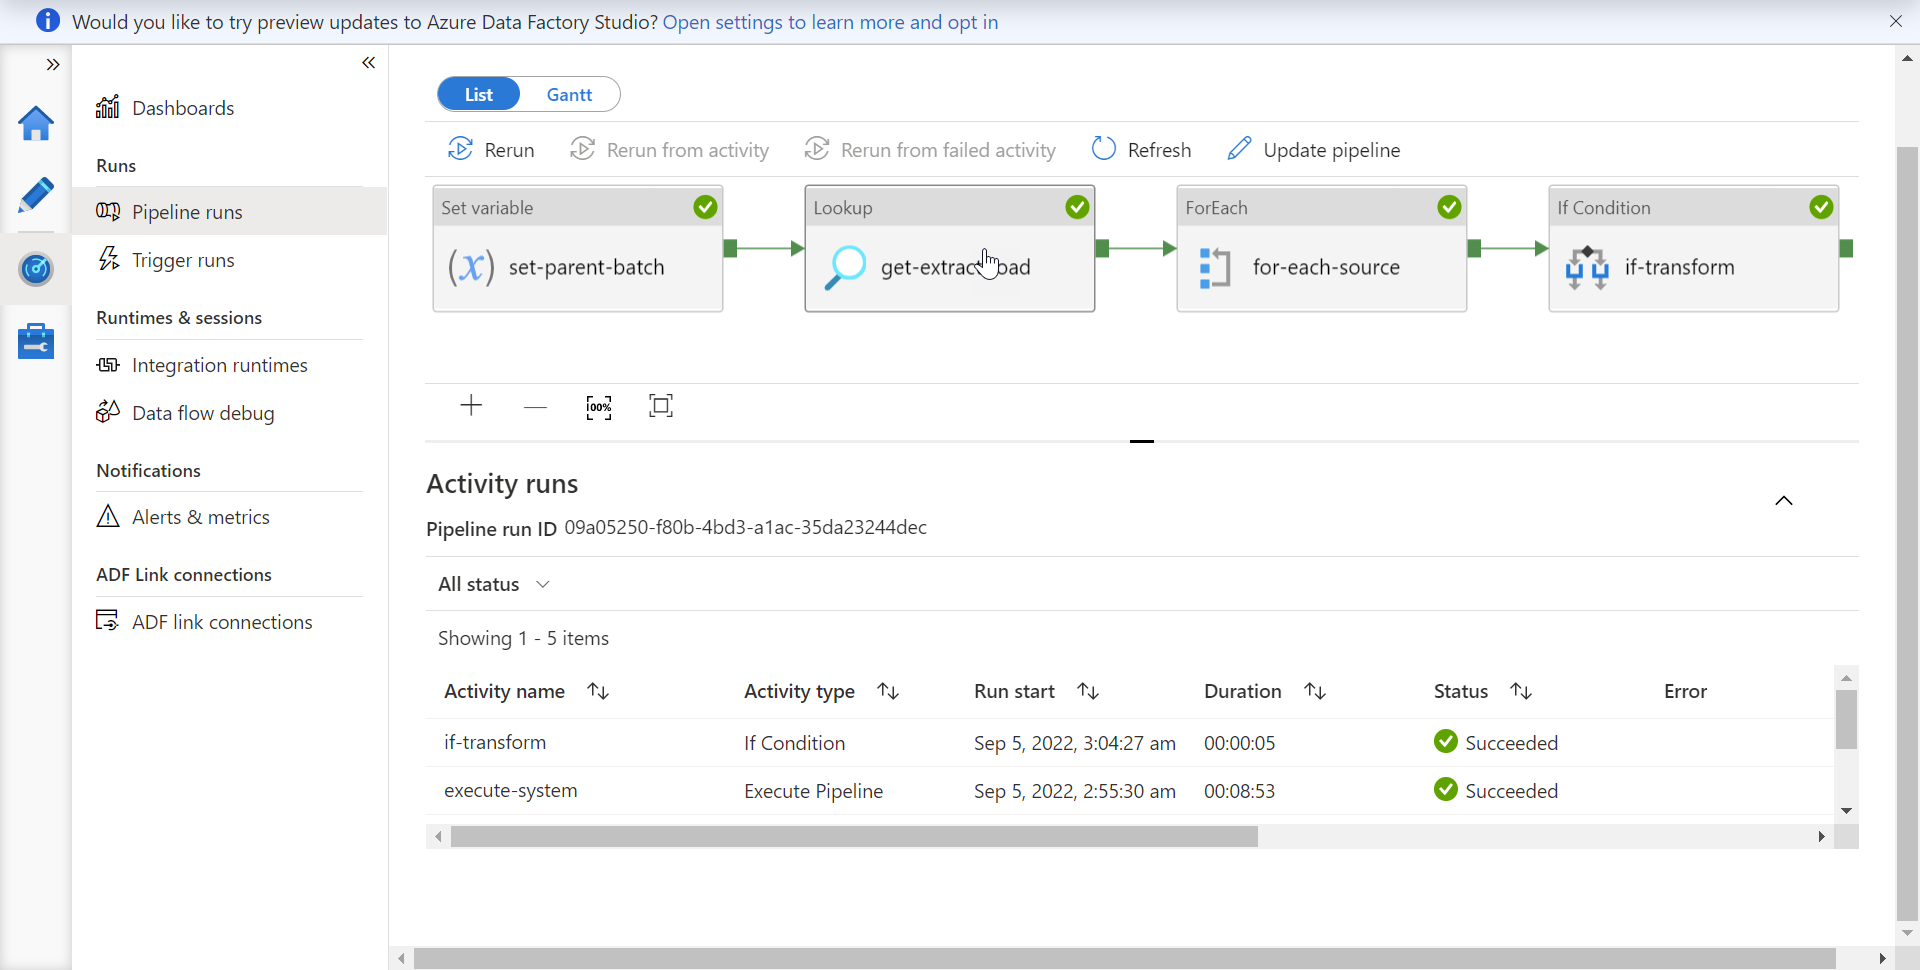 Would you like to try preview updates to Azure Data Factory Studio? Open settings to learn more and opt in
Dashboards
Runs
Pipeline runs
Trigger runs
Runtimes & sessions
Integration runtimes
Data flow debug
Notifications
Alerts & metrics
ADF Link connections
ADF link connections
List Gantt
Rerun Rerun from activity Rerun from failed activity Refresh Update pipeline
Set variable
set-parent-batch
Lookup
ForEach
for-each-source
If Condition
if-transform
100%
Activity runs
Pipeline run ID 09a05250-f80b-4bd3-a1ac-35da23244dec
All status
Showing 1 - 5 items
Activity name Activity type Run start Duration Status Error
if-transform If Condition Sep 5, 2022, 3:04:27 am 00:00:05 Succeeded
execute-system Execute Pipeline Sep 5, 2022, 2:55:30 am 00:08:53 Succeeded